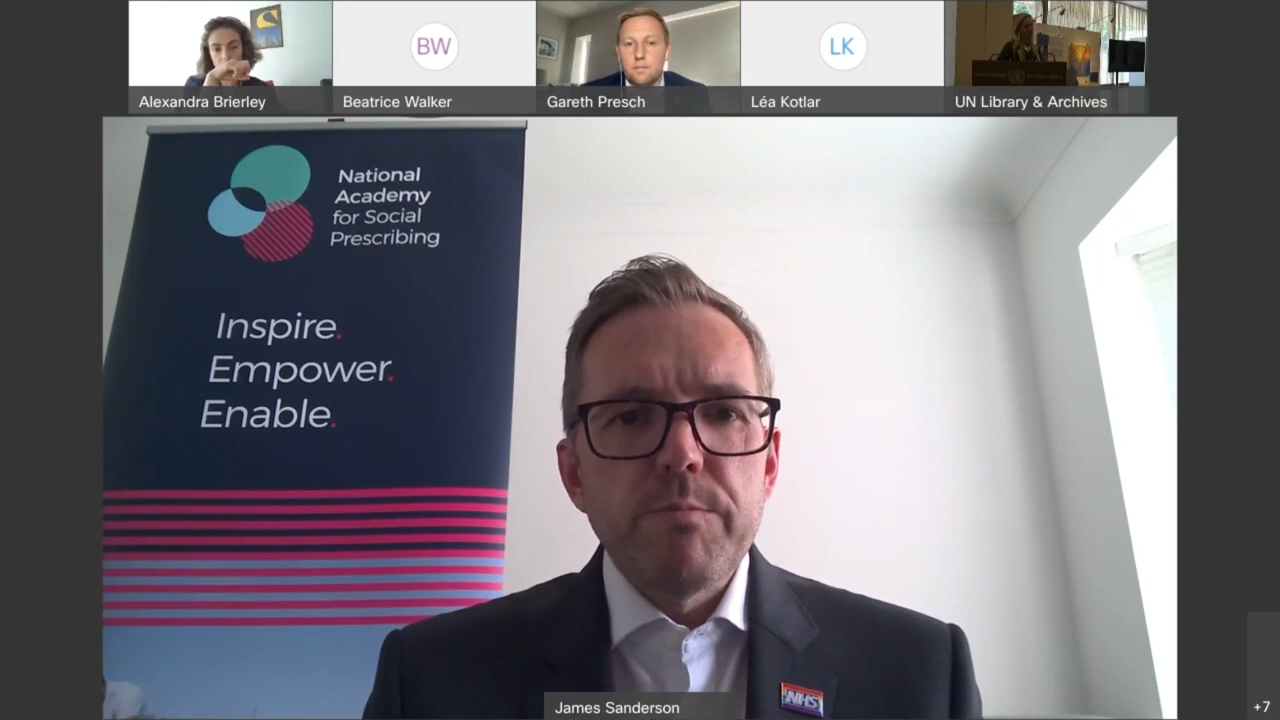 BW
LK
Alexandra Brierley
Beatrice Walker
Gareth Presch
Léa Kotlar
UN Library & Archives
National
Academy
for Social
Prescribing
Inspire.
Empower.
Enable.
NHS
James Sanderson
+7